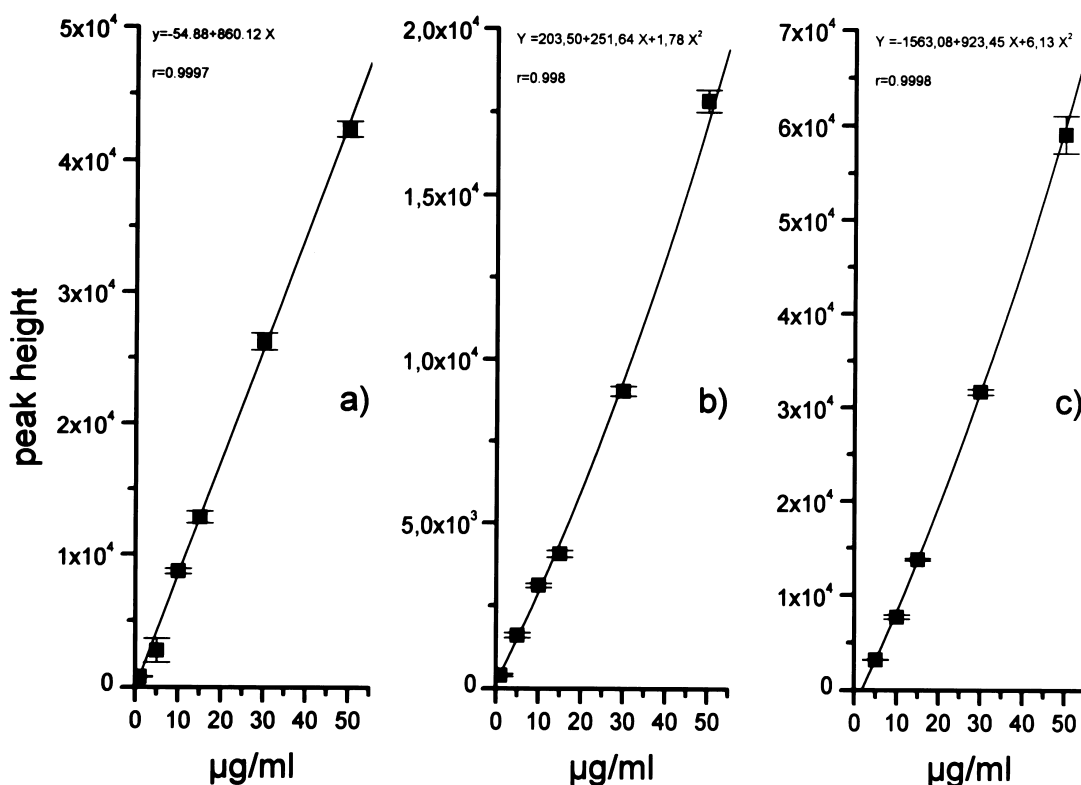 y=-54.88+860.12 X
r=0.9997
5x10⁴
4x10⁴
3x10⁴
2x10⁴
1x10⁴
0
peak height
a)
0 10 20 30 40 50
µg/ml
Y =203,50+251,64 X+1,78 X²
r=0.998
2,0x10⁴
1,5x10⁴
1,0x10⁴
5,0x10³
0
b)
0 10 20 30 40 50
µg/ml
Y =-1563,08+923,45 X+6,13 X²
r=0.9998
7x10⁴
6x10⁴
5x10⁴
4x10⁴
3x10⁴
2x10⁴
1x10⁴
0
c)
0 10 20 30 40 50
µg/ml